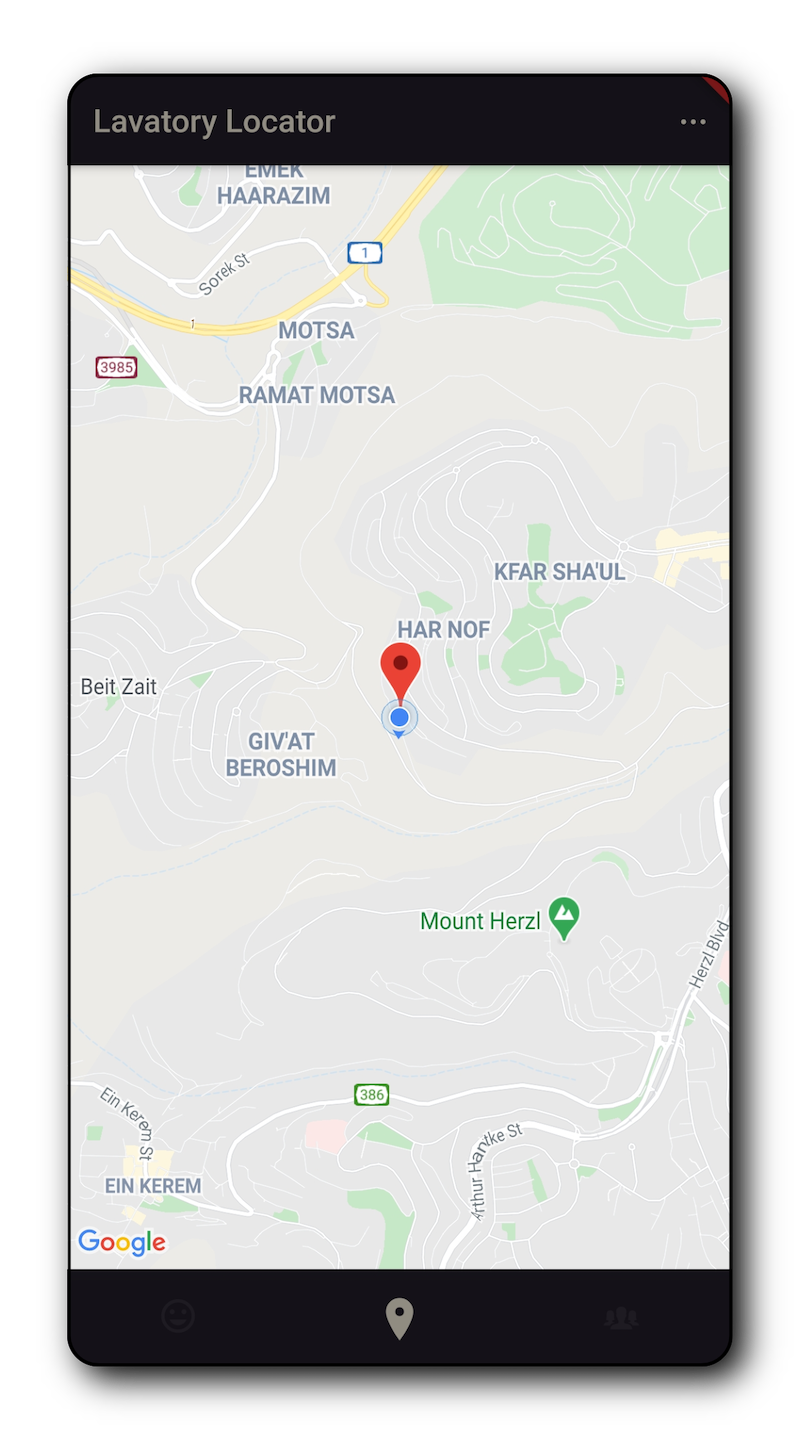 Lavatory Locator
EMEK
HAARAZIM
1
Sorek St
1
MOTSA
3985
RAMAT MOTSA
KFAR SHA'UL
HAR NOF
Beit Zait
GIV'AT
BEROSHIM
Mount Herzl
Herzl Blvd
386
Ein Kerem St
Arthur Hantke St
EIN KEREM
Google